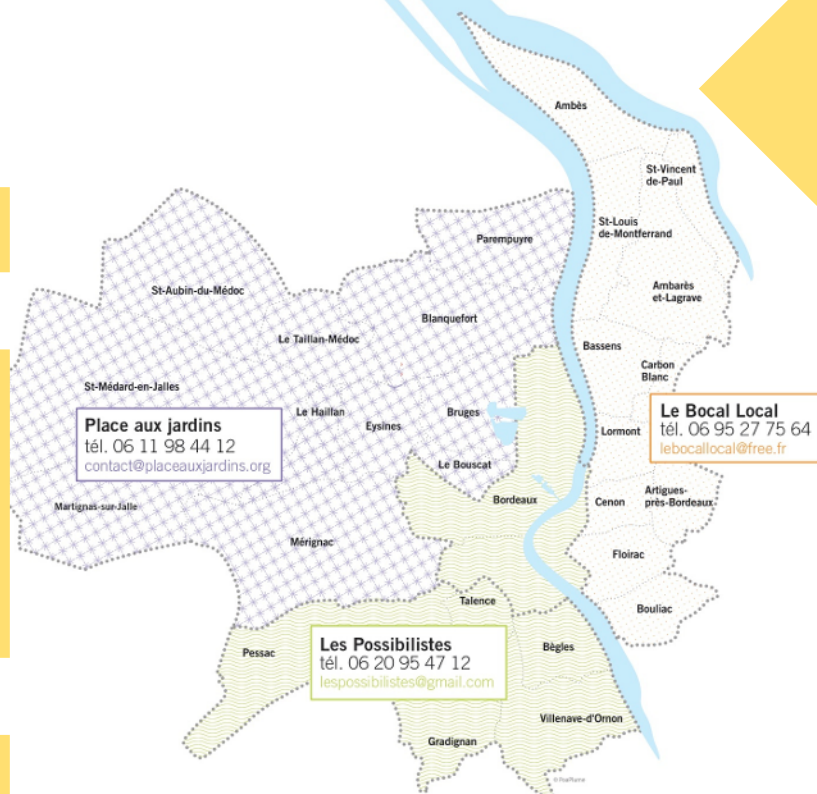 Ambès
St-Vincent
de-Paul
St-Louis
de-Montferrand
Parempuyre
St-Aubin-du-Médoc
Ambarès
et-Lagrave
Blanquefort
Le Taillan-Médoc
Bassens
Carbon
Blanc
St-Médard-en-Jalles
Le Haillan
Eysines
Bruges
Place aux jardins
tél. 06 11 98 44 12
contact@placeauxjardins.org
Le Bocal Local
tél. 06 95 27 75 64
lebocallocal@free.fr
Lormont
Le Bouscat
Bordeaux
Cenon
Artigues-
près-Bordeaux
Martignas-sur-Jalle
Mérignac
Floirac
Talence
Bouliac
Pessac
Les Possibilistes
tél. 06 20 95 47 12
lespossibilistes@gmail.com
Bègles
Villenave-d'Ornon
Gradignan